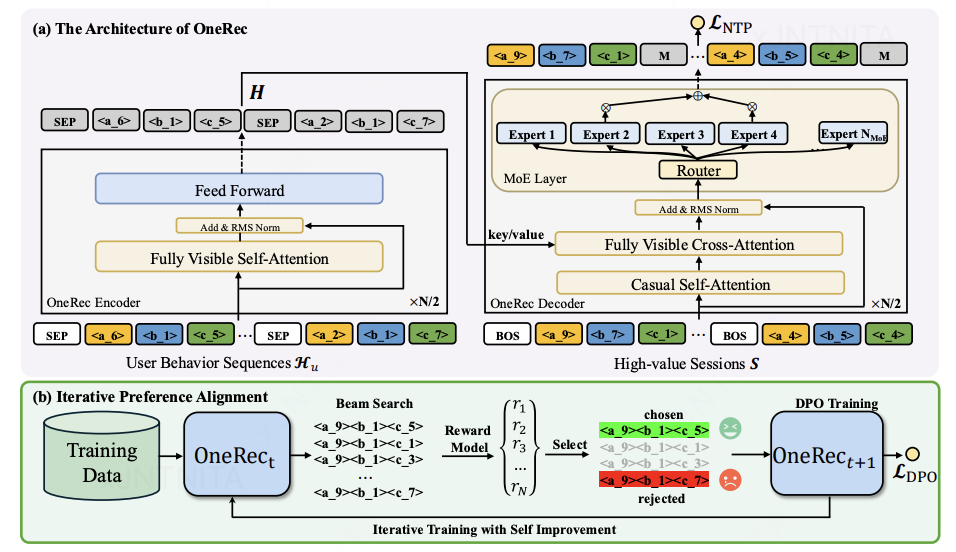 (a) The Architecture of OneRec
ℒNTP
<a_9> <b_7> <c_1> M ... <a_4> <b_5> <c_4> M
H
SEP <a_6> <b_1> <c_5> SEP <a_2> <b_1> <c_7>
Expert 1 Expert 2 Expert 3 Expert 4 ... Expert NMoE
Router
MoE Layer
Feed Forward
Add & RMS Norm
Fully Visible Self-Attention
OneRec Encoder
×N/2
Add & RMS Norm
key/value
Fully Visible Cross-Attention
Casual Self-Attention
OneRec Decoder
×N/2
SEP <a_6> <b_1> <c_5> ... SEP <a_2> <b_1> <c_7>
BOS <a_9> <b_7> <c_1> ... BOS <a_4> <b_5> <c_4>
User Behavior Sequences ℋu
High-value Sessions S
(b) Iterative Preference Alignment
Training
Data
OneRect
Beam Search
<a_9><b_1><c_5>
<a_9><b_1><c_1>
<a_9><b_1><c_3>
...
<a_9><b_1><c_7>
Reward
Model
r1
r2
r3
...
rN
Select
chosen
<a_9><b_1><c_5>
<a_9><b_1><c_1>
<a_9><b_1><c_3>
<a_9><b_1><c_7>
rejected
DPO Training
OneRect+1
ℒDPO
Iterative Training with Self Improvement